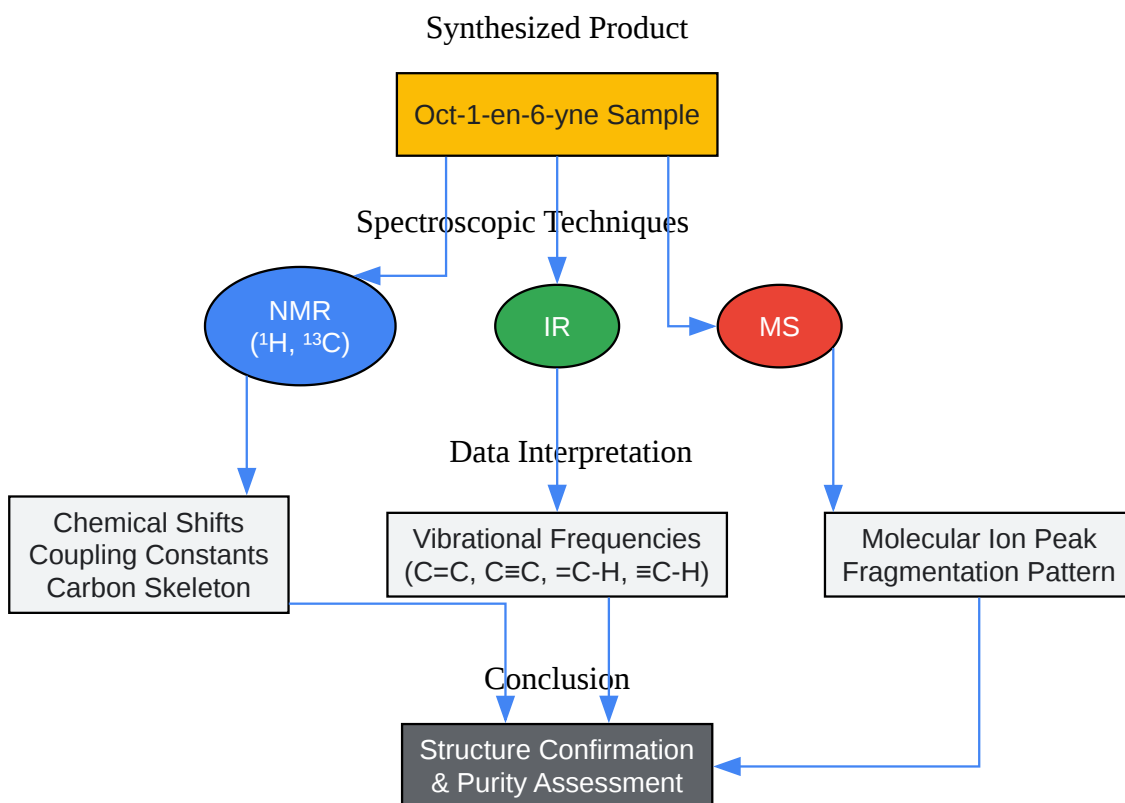 Synthesized Product
Oct-1-en-6-yne Sample
Spectroscopic Techniques
NMR
(¹H, ¹³C)
IR
MS
Data Interpretation
Chemical Shifts
Coupling Constants
Carbon Skeleton
Vibrational Frequencies
(C=C, C≡C, =C-H, ≡C-H)
Molecular Ion Peak
Fragmentation Pattern
Conclusion
Structure Confirmation
& Purity Assessment